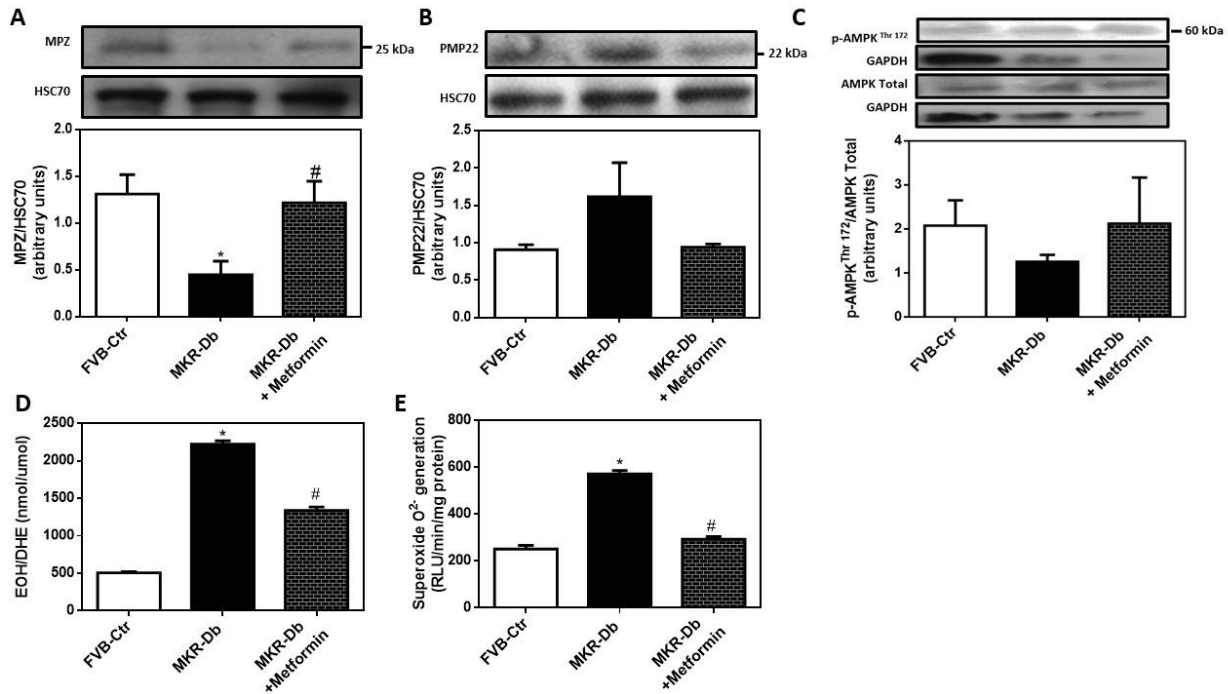 A
MPZ
25 kDa
HSC70
MPZ/HSC70
(arbitrary units)
2.0
1.5
1.0
0.5
0.0
*
#
FVB-Ctr
MKR-Db
MKR-Db
+ Metformin
B
PMP22
22 kDa
HSC70
PMP22/HSC70
(arbitrary units)
2.5
2.0
1.5
1.0
0.5
0.0
FVB-Ctr
MKR-Db
MKR-Db
+ Metformin
C
p-AMPK Thr 172
60 kDa
GAPDH
AMPK Total
GAPDH
p-AMPKThr 172/AMPK Total
(arbitrary units)
4
3
2
1
0
FVB-Ctr
MKR-Db
MKR-Db
+ Metformin
D
EOH/DHE (nmol/umol)
2500
2000
1500
1000
500
0
*
#
FVB-Ctr
MKR-Db
MKR-Db
+Metformin
E
Superoxide O2- generation
(RLU/min/mg protein)
800
600
400
200
0
*
#
FVB-Ctr
MKR-Db
MKR-Db
+Metformin